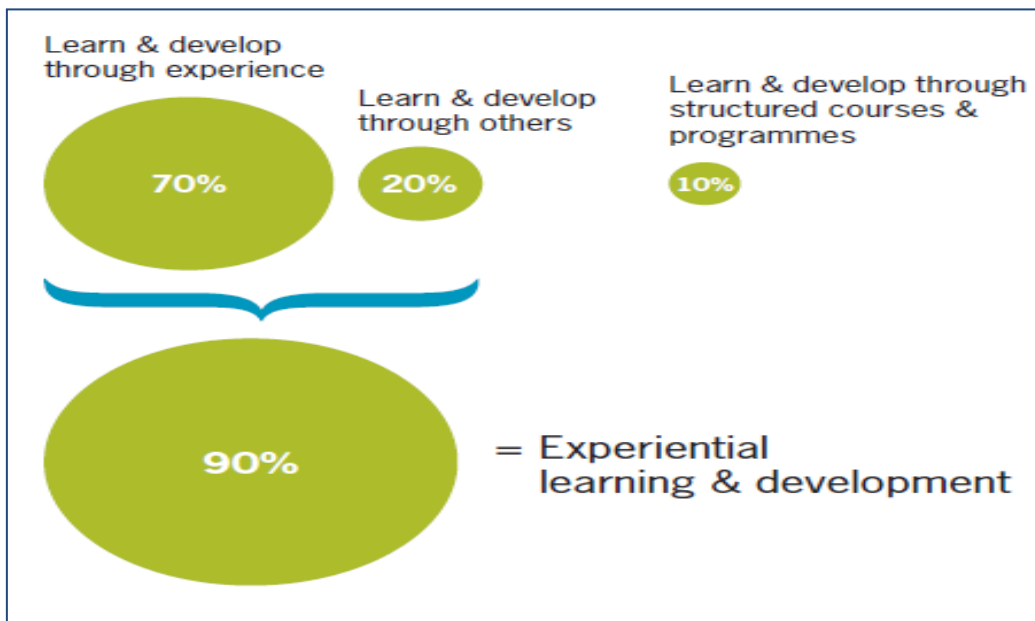 Learn & develop
through experience
70%
Learn & develop
through others
20%
Learn & develop through
structured courses &
programmes
10%
90%
= Experiential
learning & development